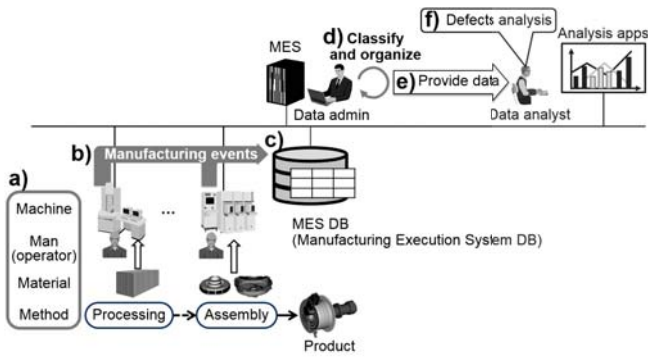 f) Defects analysis
d) Classify
and organize
MES
Analysis apps
e) Provide data
Data admin
Data analyst
b) Manufacturing events
c)
a)
Machine
...
Man
(operator)
MES DB
(Manufacturing Execution System DB)
Material
Method
Processing
Assembly
Product